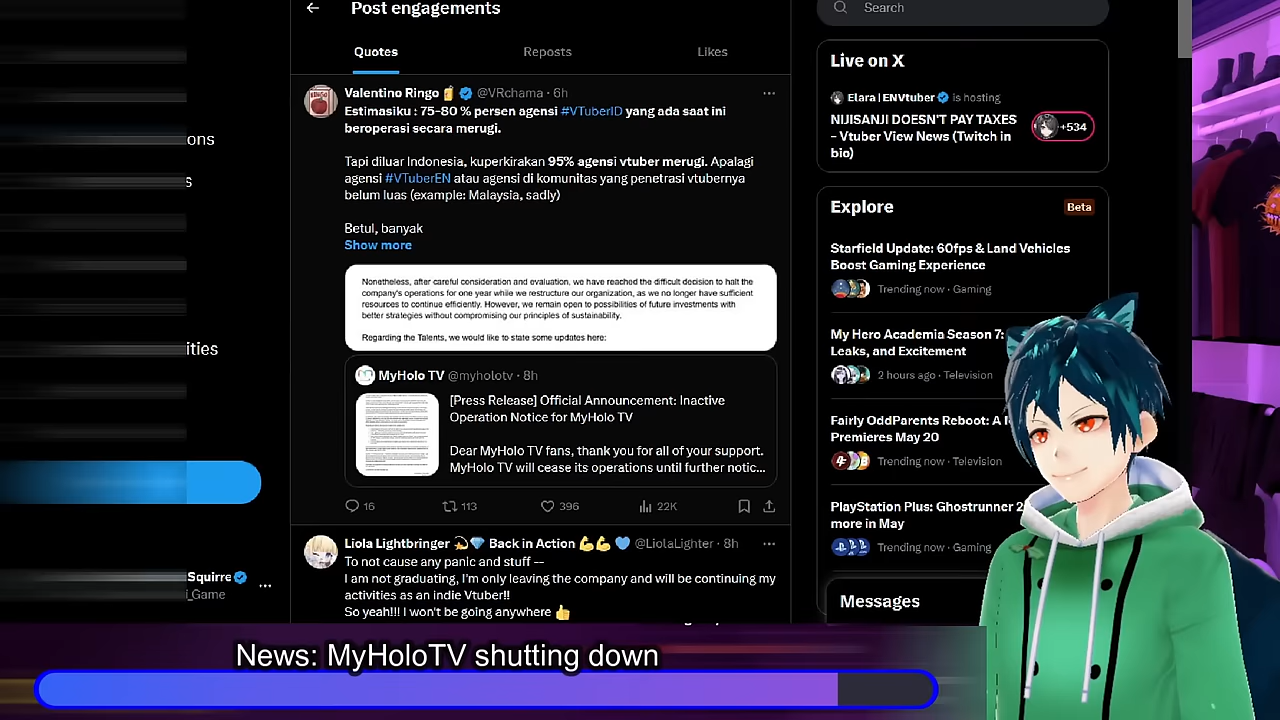 Post engagements
Quotes
Reposts
Likes
Valentino Ringo @VRchama · 6h
Estimasiku : 75-80 % persen agensi #VTuberID yang ada saat ini
beroperasi secara merugi.
Tapi diluar Indonesia, kuperkirakan 95% agensi vtuber merugi. Apalagi
agensi #VTuberEN atau agensi di komunitas yang penetrasi vtubernya
belum luas (example: Malaysia, sadly)
Betul, banyak
Show more
Nonetheless, after careful consideration and evaluation, we have reached the difficult decision to halt the
company's operations for one year while we restructure our organization, as we no longer have sufficient
resources to continue efficiently. However, we remain open to possibilities of future investments with
better strategies without compromising our principles of sustainability.
Regarding the Talents, we would like to state some updates here:
MyHolo TV @myholotv · 8h
[Press Release] Official Announcement: Inactive
Operation Notice for MyHolo TV
Dear MyHolo TV fans, thank you for all of your support.
MyHolo TV will cease its operations until further notic...
16
113
396
22K
Liola Lightbringer Back in Action @LiolaLighter · 8h
To not cause any panic and stuff --
I am not graduating, I'm only leaving the company and will be continuing my
activities as an indie Vtuber!!
So yeah!!! I won't be going anywhere
ons
s
ities
Squirre
i_Game
Search
Live on X
Elara | ENVtuber is hosting
NIJISANJI DOESN'T PAY TAXES
– Vtuber View News (Twitch in
bio)
+534
Explore
Beta
Starfield Update: 60fps & Land Vehicles
Boost Gaming Experience
Trending now · Gaming
My Hero Academia Season 7:
Leaks, and Excitement
2 hours ago · Television
OddParents Reboot: A
Premieres May 20
Trending now · Television
PlayStation Plus: Ghostrunner 2
more in May
Trending now · Gaming
Messages
News: MyHoloTV shutting down